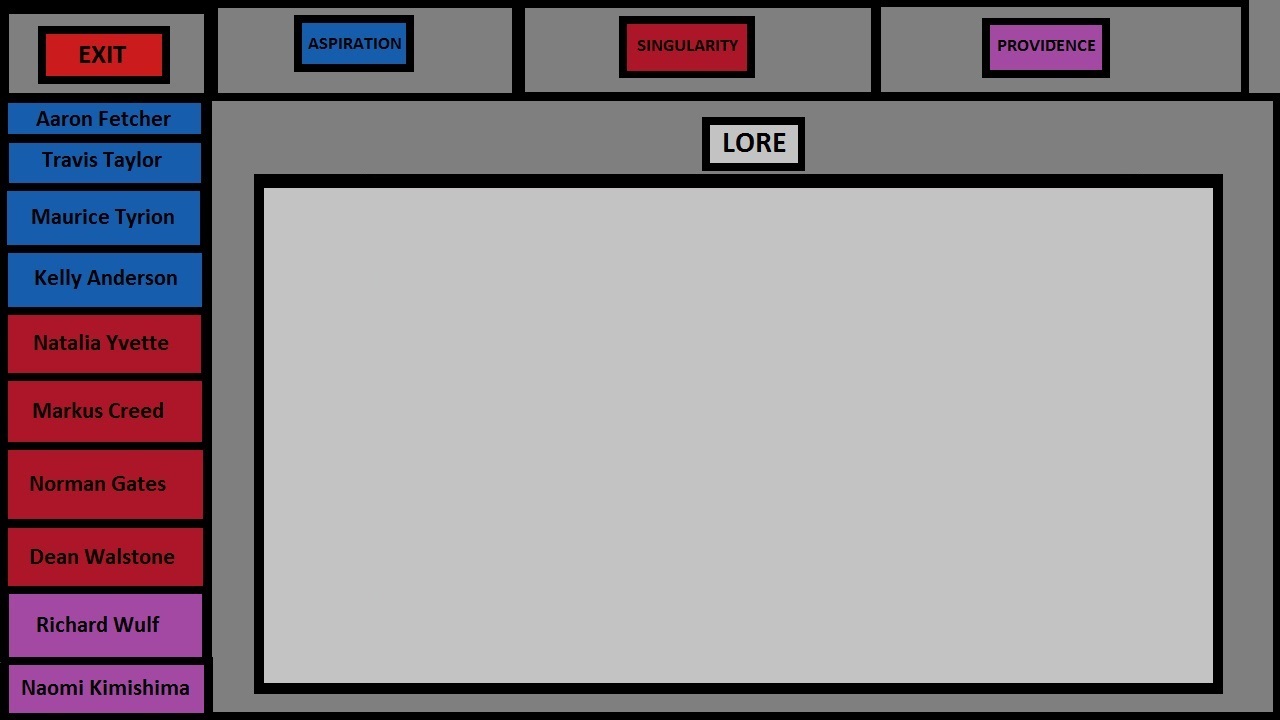 EXIT
ASPIRATION
SINGULARITY
PROVIDENCE
Aaron Fetcher
LORE
Travis Taylor
Maurice Tyrion
Kelly Anderson
Natalia Yvette
Markus Creed
Norman Gates
Dean Walstone
Richard Wulf
Naomi Kimishima